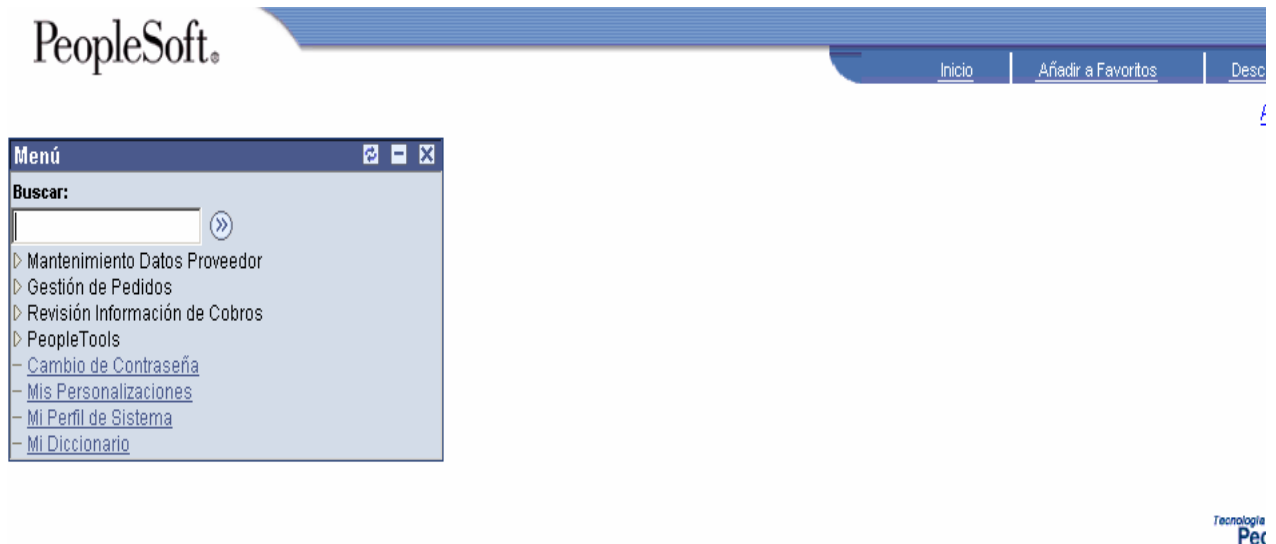 PeopleSoft®
Inicio
Añadir a Favoritos
Menú
Buscar:
Mantenimiento Datos Proveedor
Gestión de Pedidos
Revisión Información de Cobros
PeopleTools
Cambio de Contraseña
Mis Personalizaciones
Mi Perfil de Sistema
Mi Diccionario
Tecnología